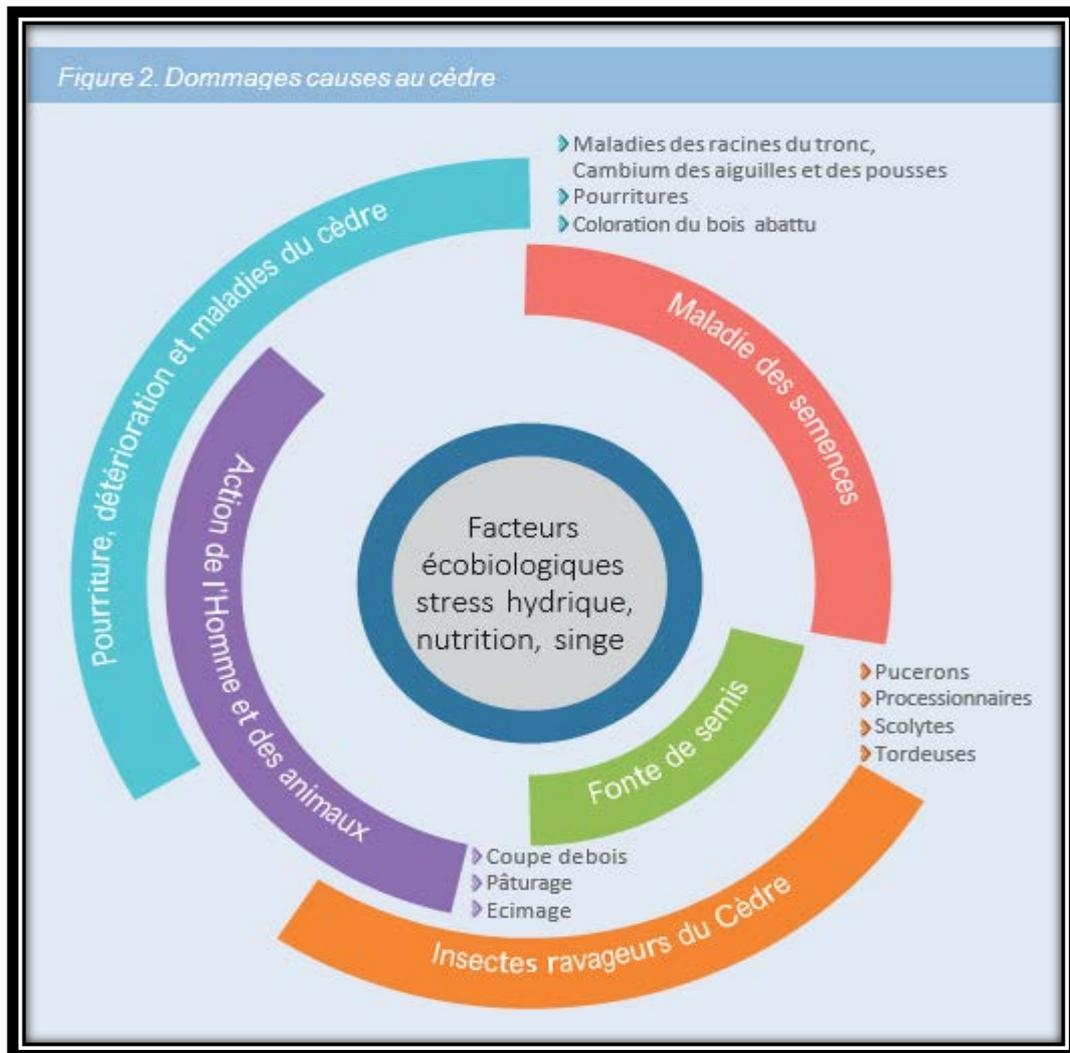 Figure 2. Dommages causes au cèdre
Maladies des racines du tronc,
Cambium des aiguilles et des pousses
Pourritures
Coloration du bois abattu
Pourriture, détérioration et maladies du cèdre
Maladie des semences
Action de l'Homme et des animaux
Facteurs
écobiologiques
stress hydrique,
nutrition, singe
Fonte de semis
Pucerons
Processionnaires
Scolytes
Tordeuses
Coupe debois
Pâturage
Ecimage
Insectes ravageurs du Cèdre